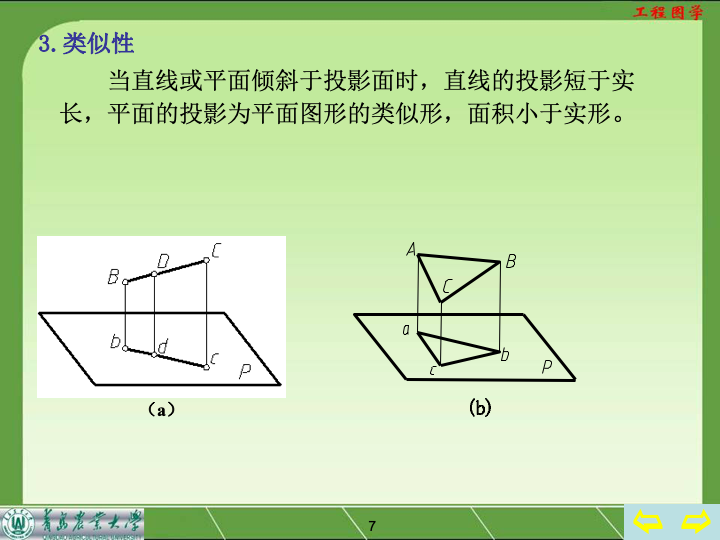 工程图学
3.类似性
当直线或平面倾斜于投影面时，直线的投影短于实
长，平面的投影为平面图形的类似形，面积小于实形。
C
D
B
b
d
c
P
A
B
C
a
b
c
P
（a）
(b)
青岛农业大学
7